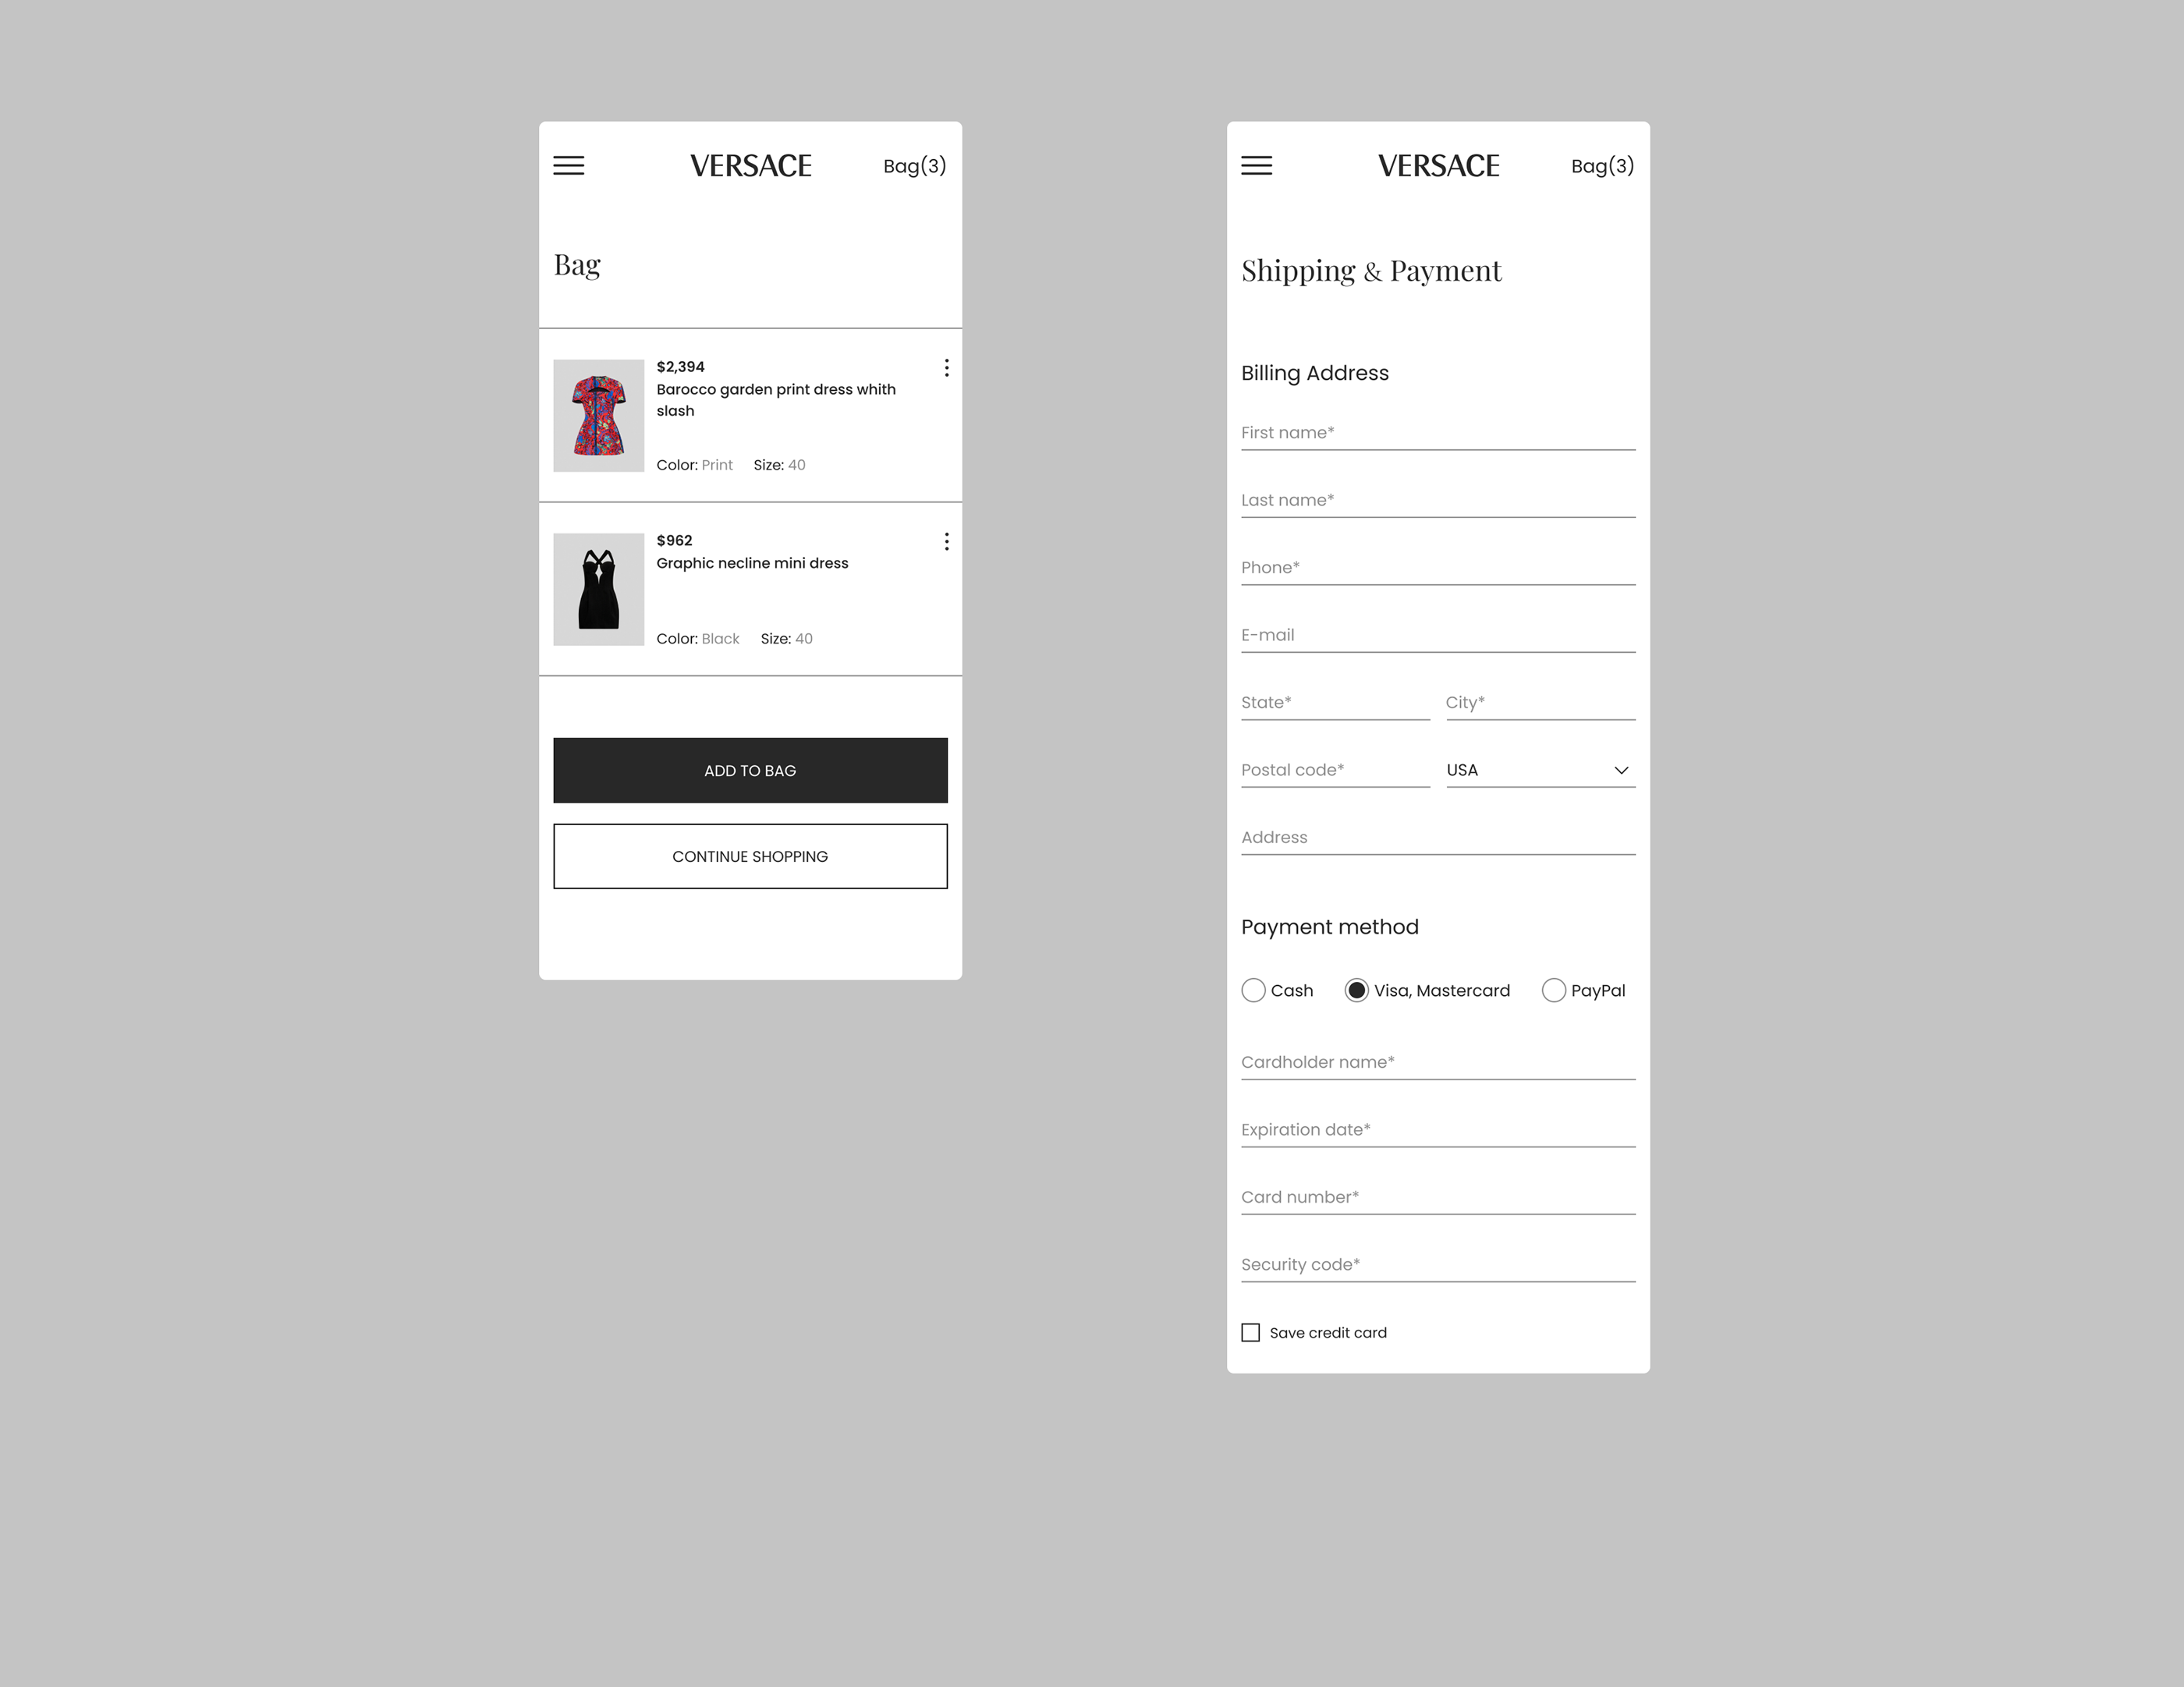 VERSACE Bag(3)
Bag
$2,394
Barocco garden print dress whith
slash
Color: Print Size: 40
$962
Graphic necline mini dress
Color: Black Size: 40
ADD TO BAG
CONTINUE SHOPPING
VERSACE Bag(3)
Shipping & Payment
Billing Address
First name*
Last name*
Phone*
E-mail
State* City*
Postal code* USA
Address
Payment method
Cash Visa, Mastercard PayPal
Cardholder name*
Expiration date*
Card number*
Security code*
Save credit card